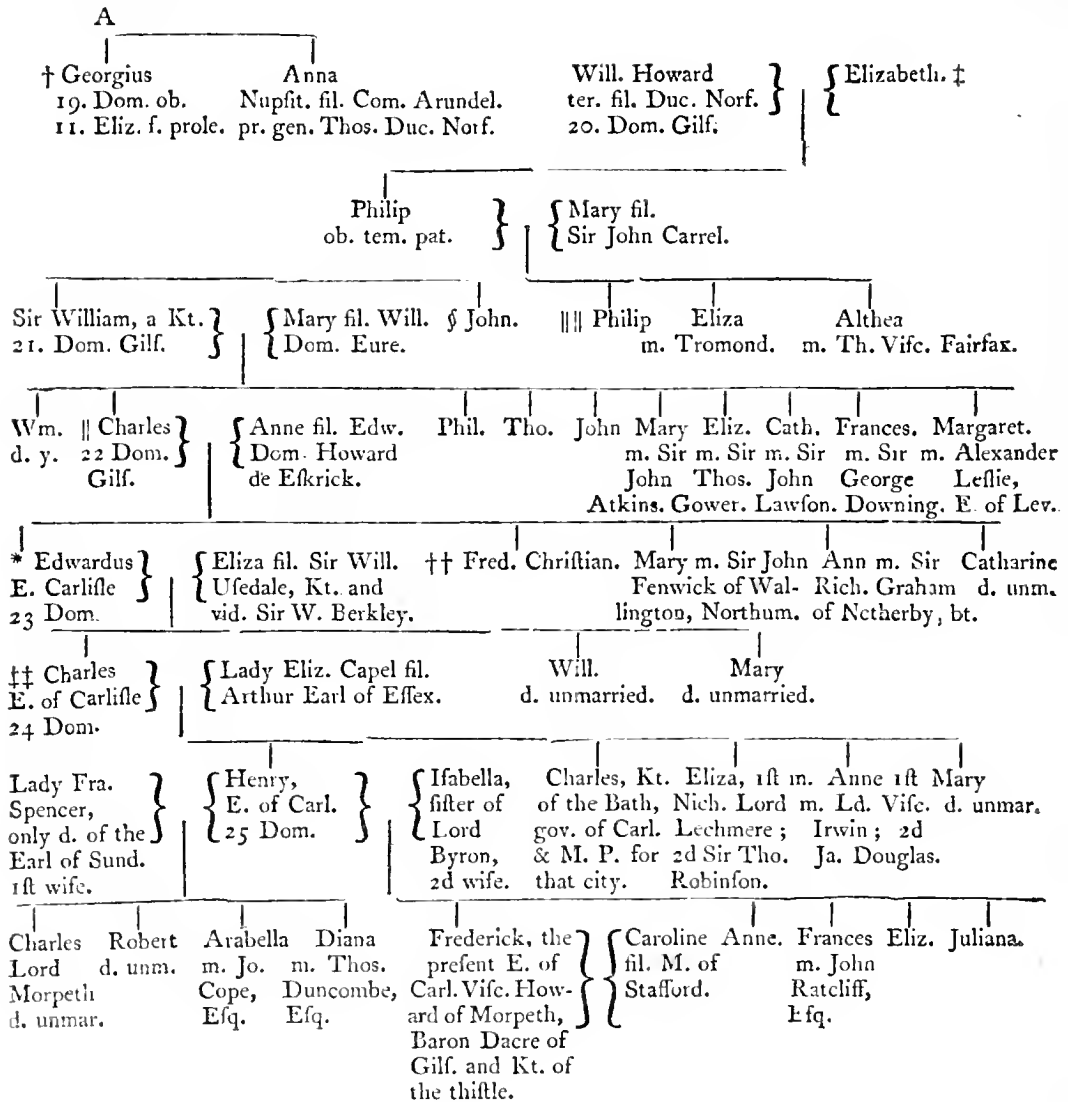 A
† Georgius
19. Dom. ob.
11. Eliz. ſ. prole.
Anna
Nupſit. fil. Com. Arundel.
pr. gen. Thos. Duc. Norf.
Will. Howard
ter. fil. Duc. Norf.
20. Dom. Gilſ.
Elizabeth. ‡
Philip
ob. tem. pat.
Mary fil.
Sir John Carrel.
Sir William, a Kt.
21. Dom. Gilſ.
Mary fil. Will.
Dom. Eure.
§ John.
|||| Philip
Eliza
m. Tromond.
Althea
m. Th. Viſc. Fairfax.
Wm.
d. y.
|| Charles
22 Dom.
Gilſ.
Anne fil. Edw.
Dom. Howard
de Eſkrick.
Phil.
Tho.
John
Mary
m. Sir
John
Atkins.
Eliz.
m. Sir
Thos.
Gower.
Cath.
m. Sir
John
Lawſon.
Frances.
m. Sir
George
Downing.
Margaret.
m. Alexander
Leſlie,
E. of Lev.
* Edwardus
E. Carliſle
23 Dom.
Eliza fil. Sir Will.
Uſedale, Kt. and
vid. Sir W. Berkley.
†† Fred.
Chriſtian.
Mary m. Sir John
Fenwick of Wal-
lington, Northum.
Ann m. Sir
Rich. Graham
of Netherby, bt.
Catharine
d. unm.
‡‡ Charles
E. of Carliſle
24 Dom.
Lady Eliz. Capel fil.
Arthur Earl of Eſſex.
Will.
d. unmarried.
Mary
d. unmarried.
Lady Fra.
Spencer,
only d. of the
Earl of Sund.
1ſt wife.
Henry,
E. of Carl.
25 Dom.
Iſabella,
ſiſter of
Lord
Byron,
2d wife.
Charles, Kt.
of the Bath,
gov. of Carl.
& M. P. for
that city.
Eliza, 1ſt m.
Nich. Lord
Lechmere ;
2d Sir Tho.
Robinſon.
Anne 1ſt
m. Ld. Viſc.
Irwin ; 2d
Ja. Douglas.
Mary
d. unmar.
Charles
Lord
Morpeth
d. unmar.
Robert
d. unm.
Arabella
m. Jo.
Cope,
Eſq.
Diana
m. Thos.
Duncombe,
Eſq.
Frederick, the
preſent E. of
Carl. Viſc. How-
ard of Morpeth,
Baron Dacre of
Gilſ. and Kt. of
the thiſtle.
Caroline
fil. M. of
Stafford.
Anne.
Frances
m. John
Ratcliff,
Eſq.
Eliz.
Juliana.